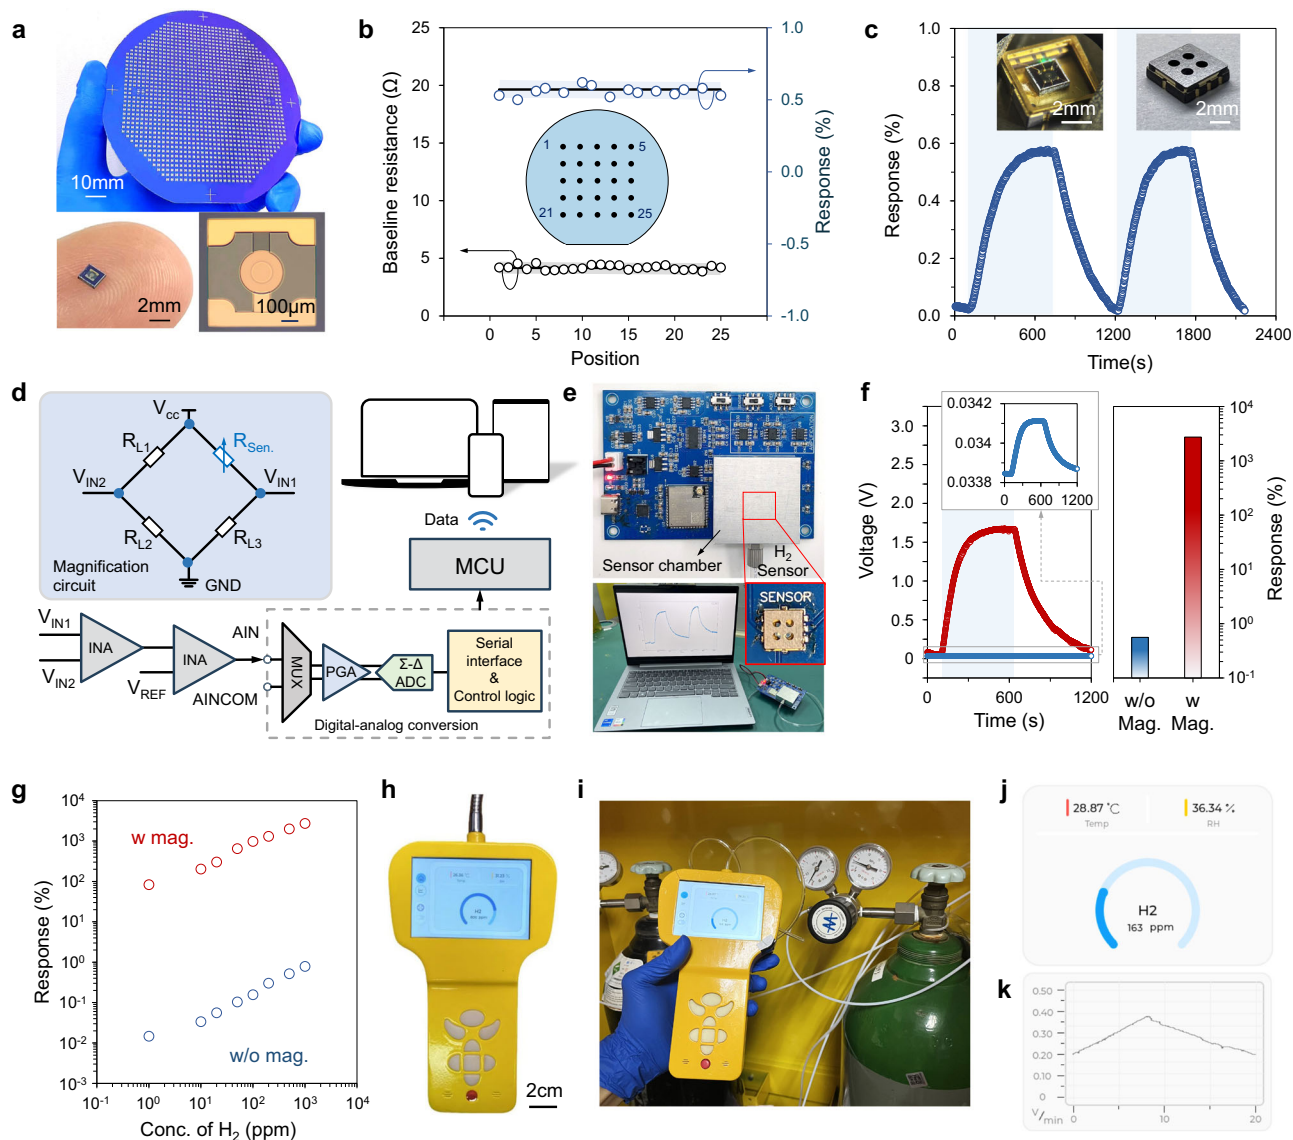 a
10mm
2mm
100μm
b
25
20
15
10
5
0
Baseline resistance (Ω)
1.0
0.5
0.0
-0.5
-1.0
Response (%)
1
5
21
25
0
5
10
15
20
25
Position
c
1.0
0.8
0.6
0.4
0.2
0.0
Response (%)
2mm
2mm
0
600
1200
1800
2400
Time(s)
d
Vcc
RL1
RSen.
VIN2
VIN1
RL2
RL3
Magnification
circuit
GND
Data
MCU
VIN1
VIN2
INA
VREF
INA
AIN
AINCOM
MUX
PGA
Σ-Δ
ADC
Serial
interface
&
Control logic
Digital-analog conversion
e
Sensor chamber
H2
Sensor
SENSOR
f
3.0
2.5
2.0
1.5
1.0
0.5
0
Voltage (V)
0.0342
0.034
0.0338
0
600
1200
0
600
1200
Time (s)
10^4
10^3
10^2
10^1
10^0
10^-1
Response (%)
w/o
Mag.
w
Mag.
g
10^4
10^3
10^2
10^1
10^0
10^-1
10^-2
10^-3
Response (%)
w mag.
w/o mag.
10^-1
10^0
10^1
10^2
10^3
10^4
Conc. of H2 (ppm)
h
H2
2cm
i
j
28.87 ℃
Temp
36.34 %
RH
H2
163 ppm
k
0.50
0.40
0.30
0.20
0.10
0
V/min
0
10
20